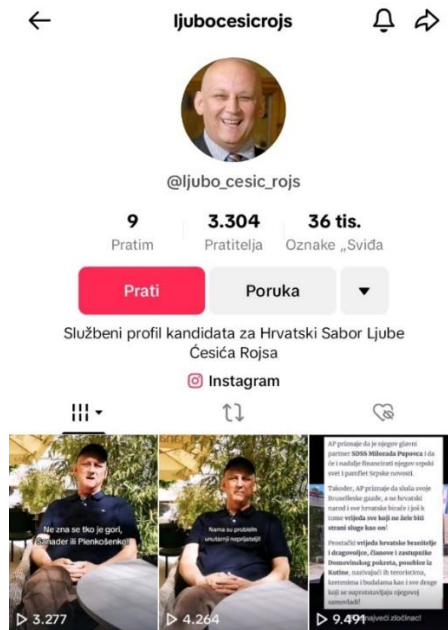 ljubocesicrojs
@ljubo_cesic_rojs
9 3.304 36 tis.
Pratim Pratitelja Oznake „Sviđa
Prati Poruka
Službeni profil kandidata za Hrvatski Sabor Ljube
Ćesića Rojsa
Instagram
Ne zna se tko je gori,
Sanader ili Plenkošenko!
3.277
Nama su problem
unutarnji neprijatelji!
4.264
AP priznaje da je njegov glavni
partner SDSS Milorada Pupovca i da
će i nadalje financirati njegov srpski
svet i pamflet Srpske novosti.
Također, AP priznaje da sluša svoje
Bruselleske gazde, a ne hrvatski
narod i sve hrvatske birače i još k
tome vrijeđa sve koji ne žele biti
strani sluge kao on!
Prostački vrijeđa hrvatske branitelje
i dragovoljce, članove i zastupnike
Domovinskog pokreta, posebice iz
Kutine, nazivajući ih teroristima,
kretenima i budalama kao i sve druge
koji se suprotstavljaju njegovoj
samovladi!
najveći zločinac!
9.491